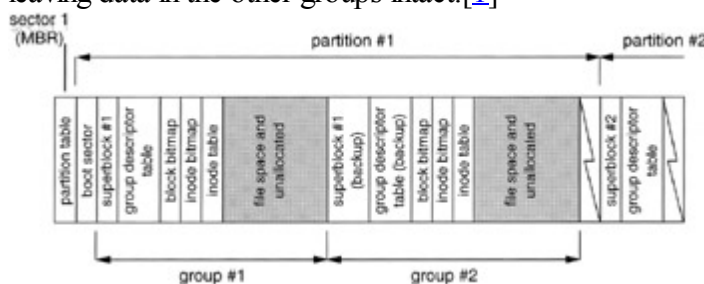 leaving data in the other groups intact.[1]
sector 1
(MBR)
partition #1
partition #2
partition table
boot sector
superblock #1
group descriptor
table
block bitmap
inode bitmap
inode table
file space and
unallocated
superblock #1
(backup)
group descriptor
table (backup)
block bitmap
inode bitmap
inode table
file space and
unallocated
superblock #2
group descriptor
table
group #1
group #2